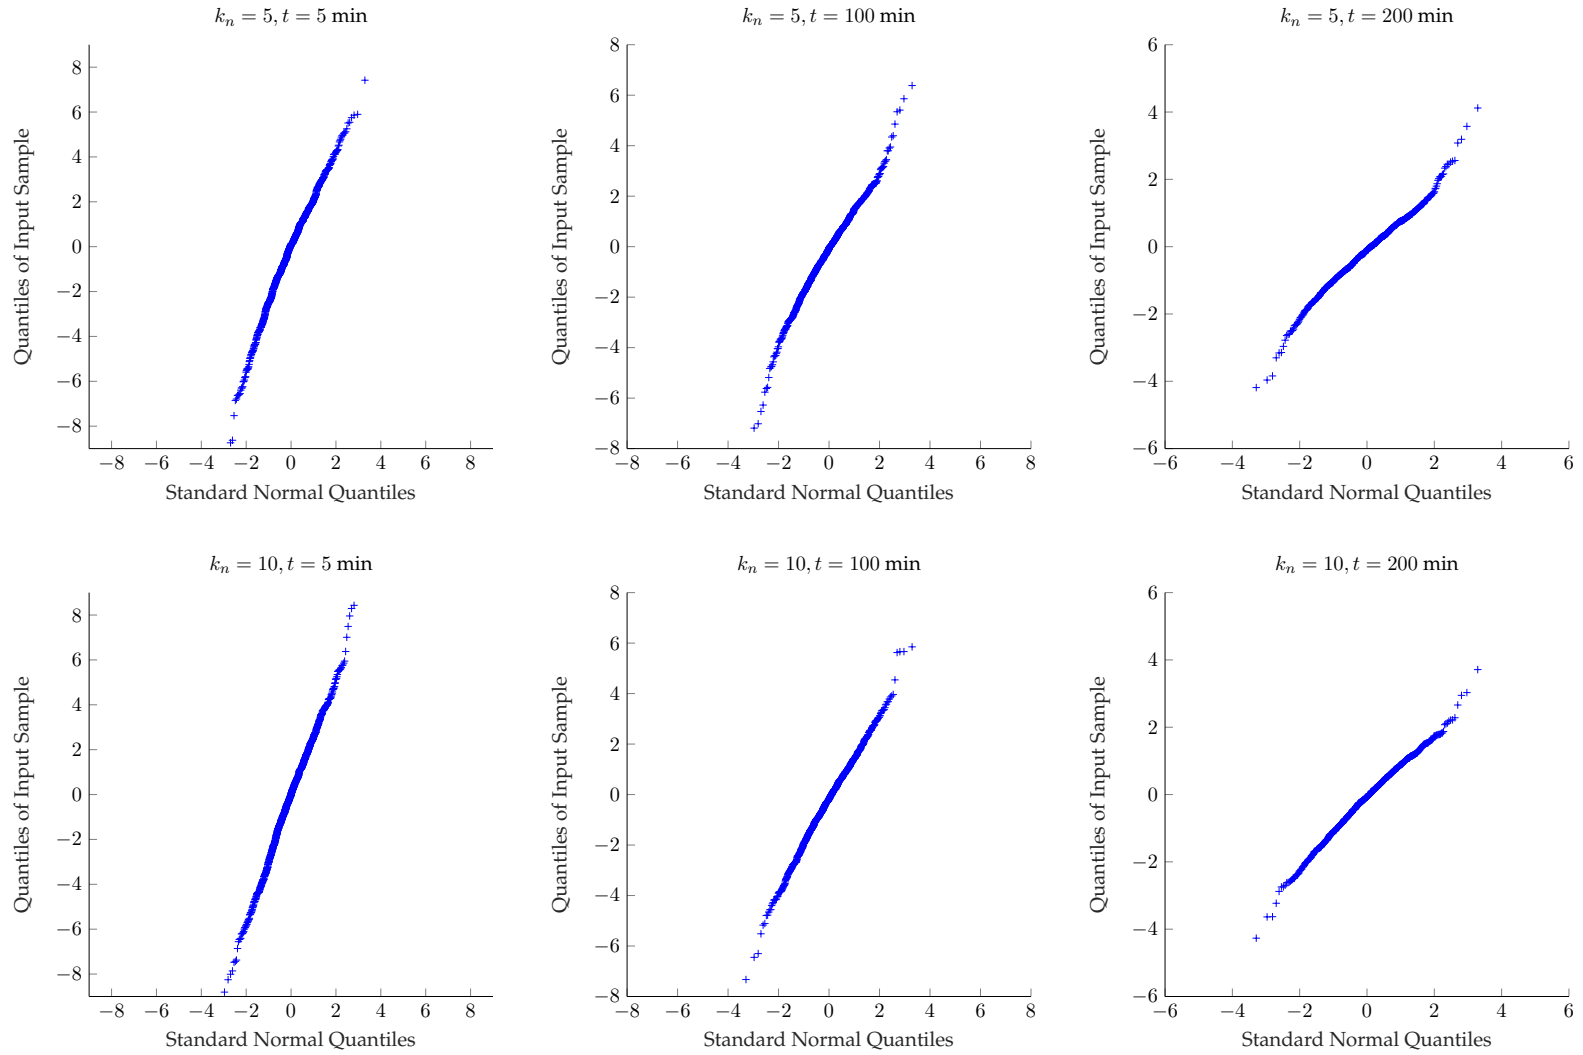 k_n = 5, t = 5 min
8
6
4
2
0
−2
−4
−6
−8
−8 −6 −4 −2 0 2 4 6 8
Standard Normal Quantiles
Quantiles of Input Sample
k_n = 5, t = 100 min
8
6
4
2
0
−2
−4
−6
−8
−8 −6 −4 −2 0 2 4 6 8
Standard Normal Quantiles
Quantiles of Input Sample
k_n = 5, t = 200 min
6
4
2
0
−2
−4
−6
−6 −4 −2 0 2 4 6
Standard Normal Quantiles
Quantiles of Input Sample
k_n = 10, t = 5 min
8
6
4
2
0
−2
−4
−6
−8
−8 −6 −4 −2 0 2 4 6 8
Standard Normal Quantiles
Quantiles of Input Sample
k_n = 10, t = 100 min
8
6
4
2
0
−2
−4
−6
−8
−8 −6 −4 −2 0 2 4 6 8
Standard Normal Quantiles
Quantiles of Input Sample
k_n = 10, t = 200 min
6
4
2
0
−2
−4
−6
−6 −4 −2 0 2 4 6
Standard Normal Quantiles
Quantiles of Input Sample